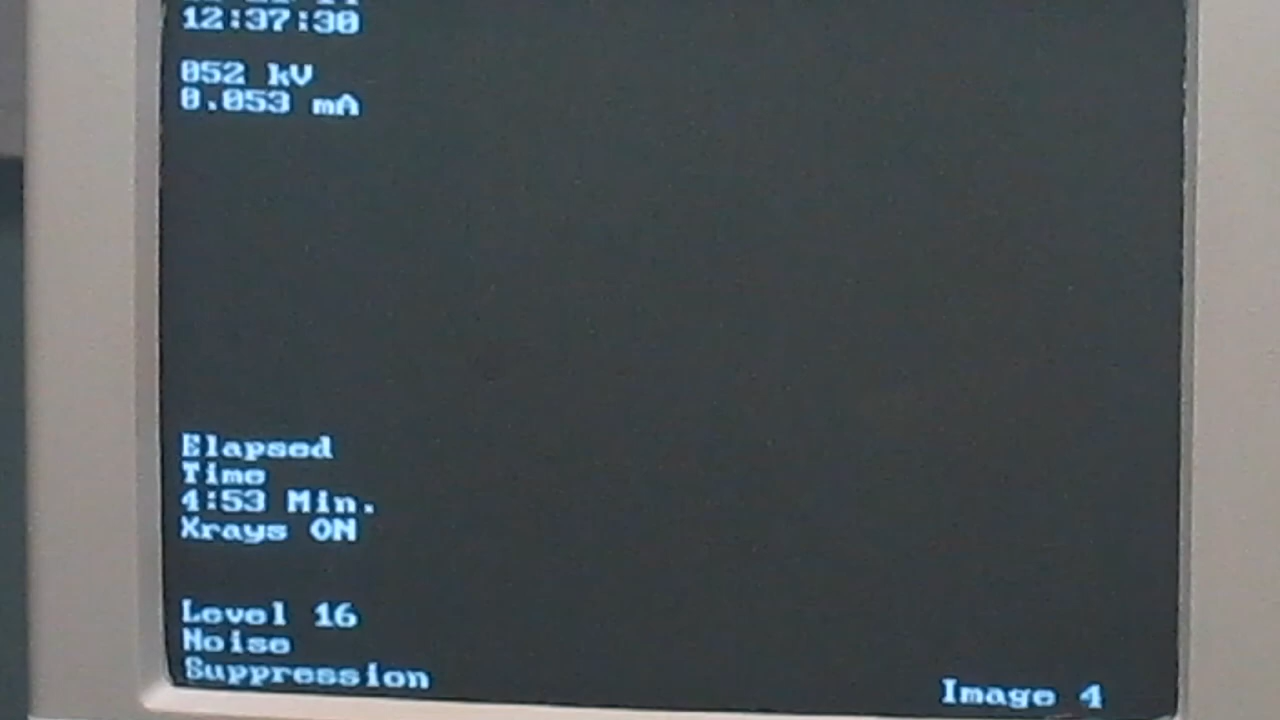 12:37:30
052 kV
0.053 mA
Elapsed
Time
4:53 Min.
Xrays ON
Level 16
Noise
Suppression
Image 4